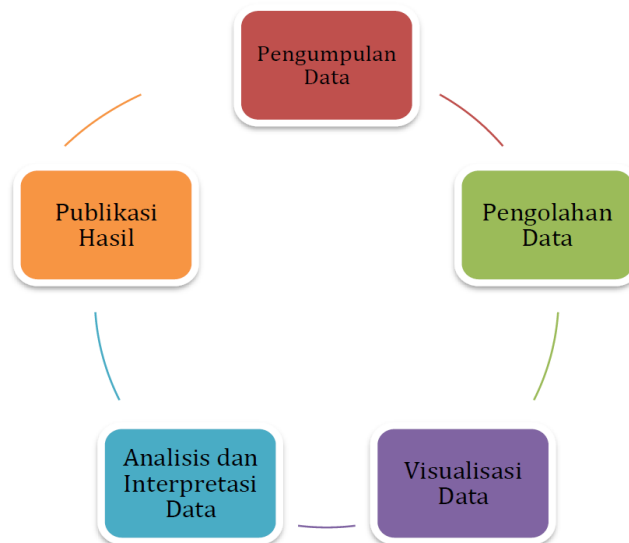 Pengumpulan
Data
Pengolahan
Data
Visualisasi
Data
Analisis dan
Interpretasi
Data
Publikasi
Hasil